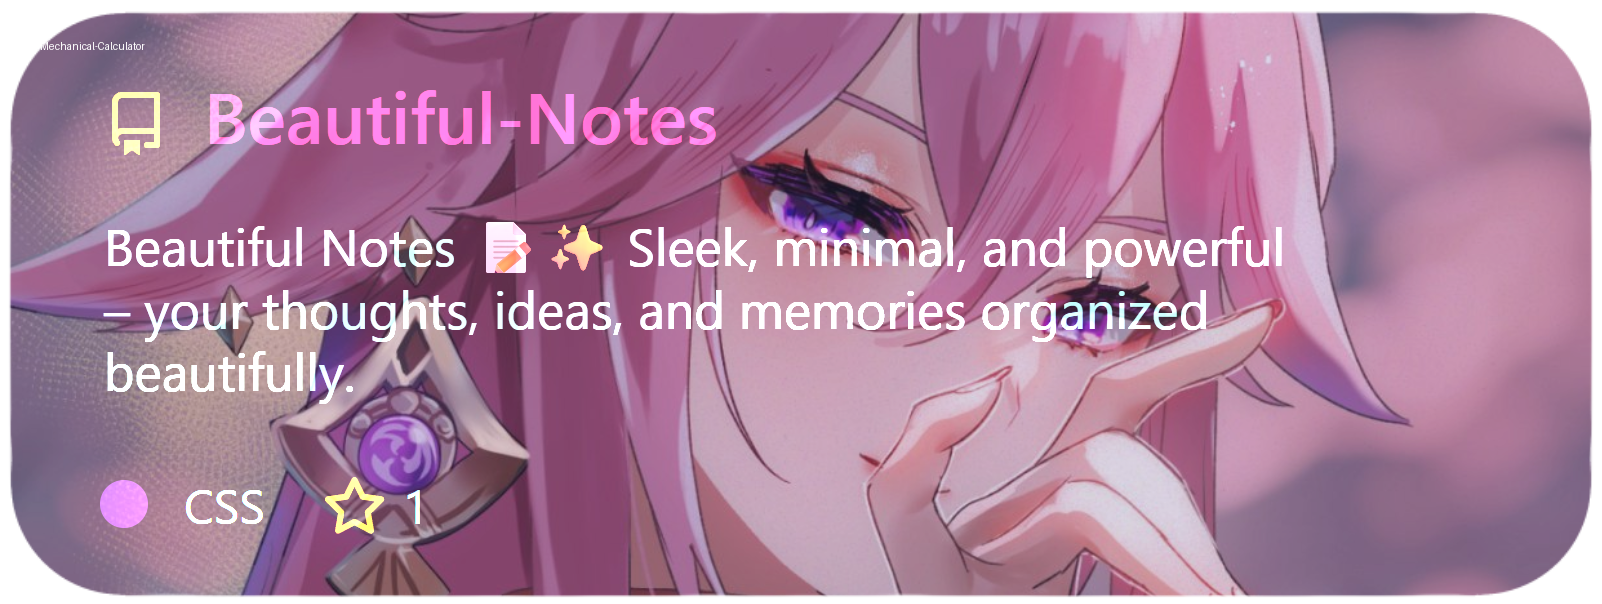 Mechanical-Calculator
Beautiful-Notes
Beautiful Notes 📝✨ Sleek, minimal, and powerful
– your thoughts, ideas, and memories organized
beautifully.
CSS 1